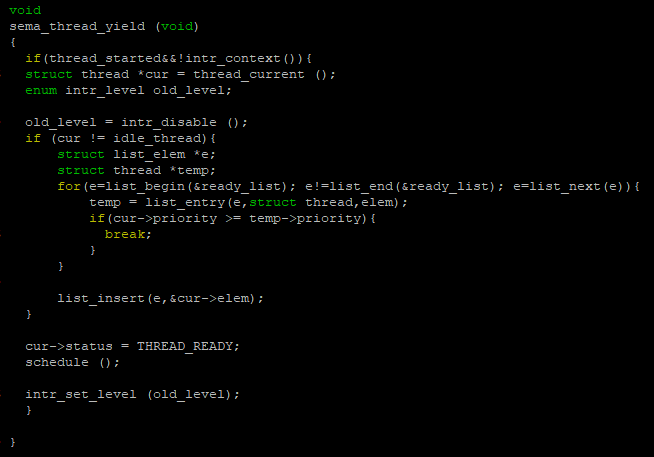 void
sema_thread_yield (void)
{
  if(thread_started&&!intr_context()){
  struct thread *cur = thread_current ();
  enum intr_level old_level;

  old_level = intr_disable ();
  if (cur != idle_thread){
      struct list_elem *e;
      struct thread *temp;
      for(e=list_begin(&ready_list); e!=list_end(&ready_list); e=list_next(e)){
          temp = list_entry(e,struct thread,elem);
          if(cur->priority >= temp->priority){
            break;
          }
      }

      list_insert(e,&cur->elem);
  }

  cur->status = THREAD_READY;
  schedule ();

  intr_set_level (old_level);
  }

}